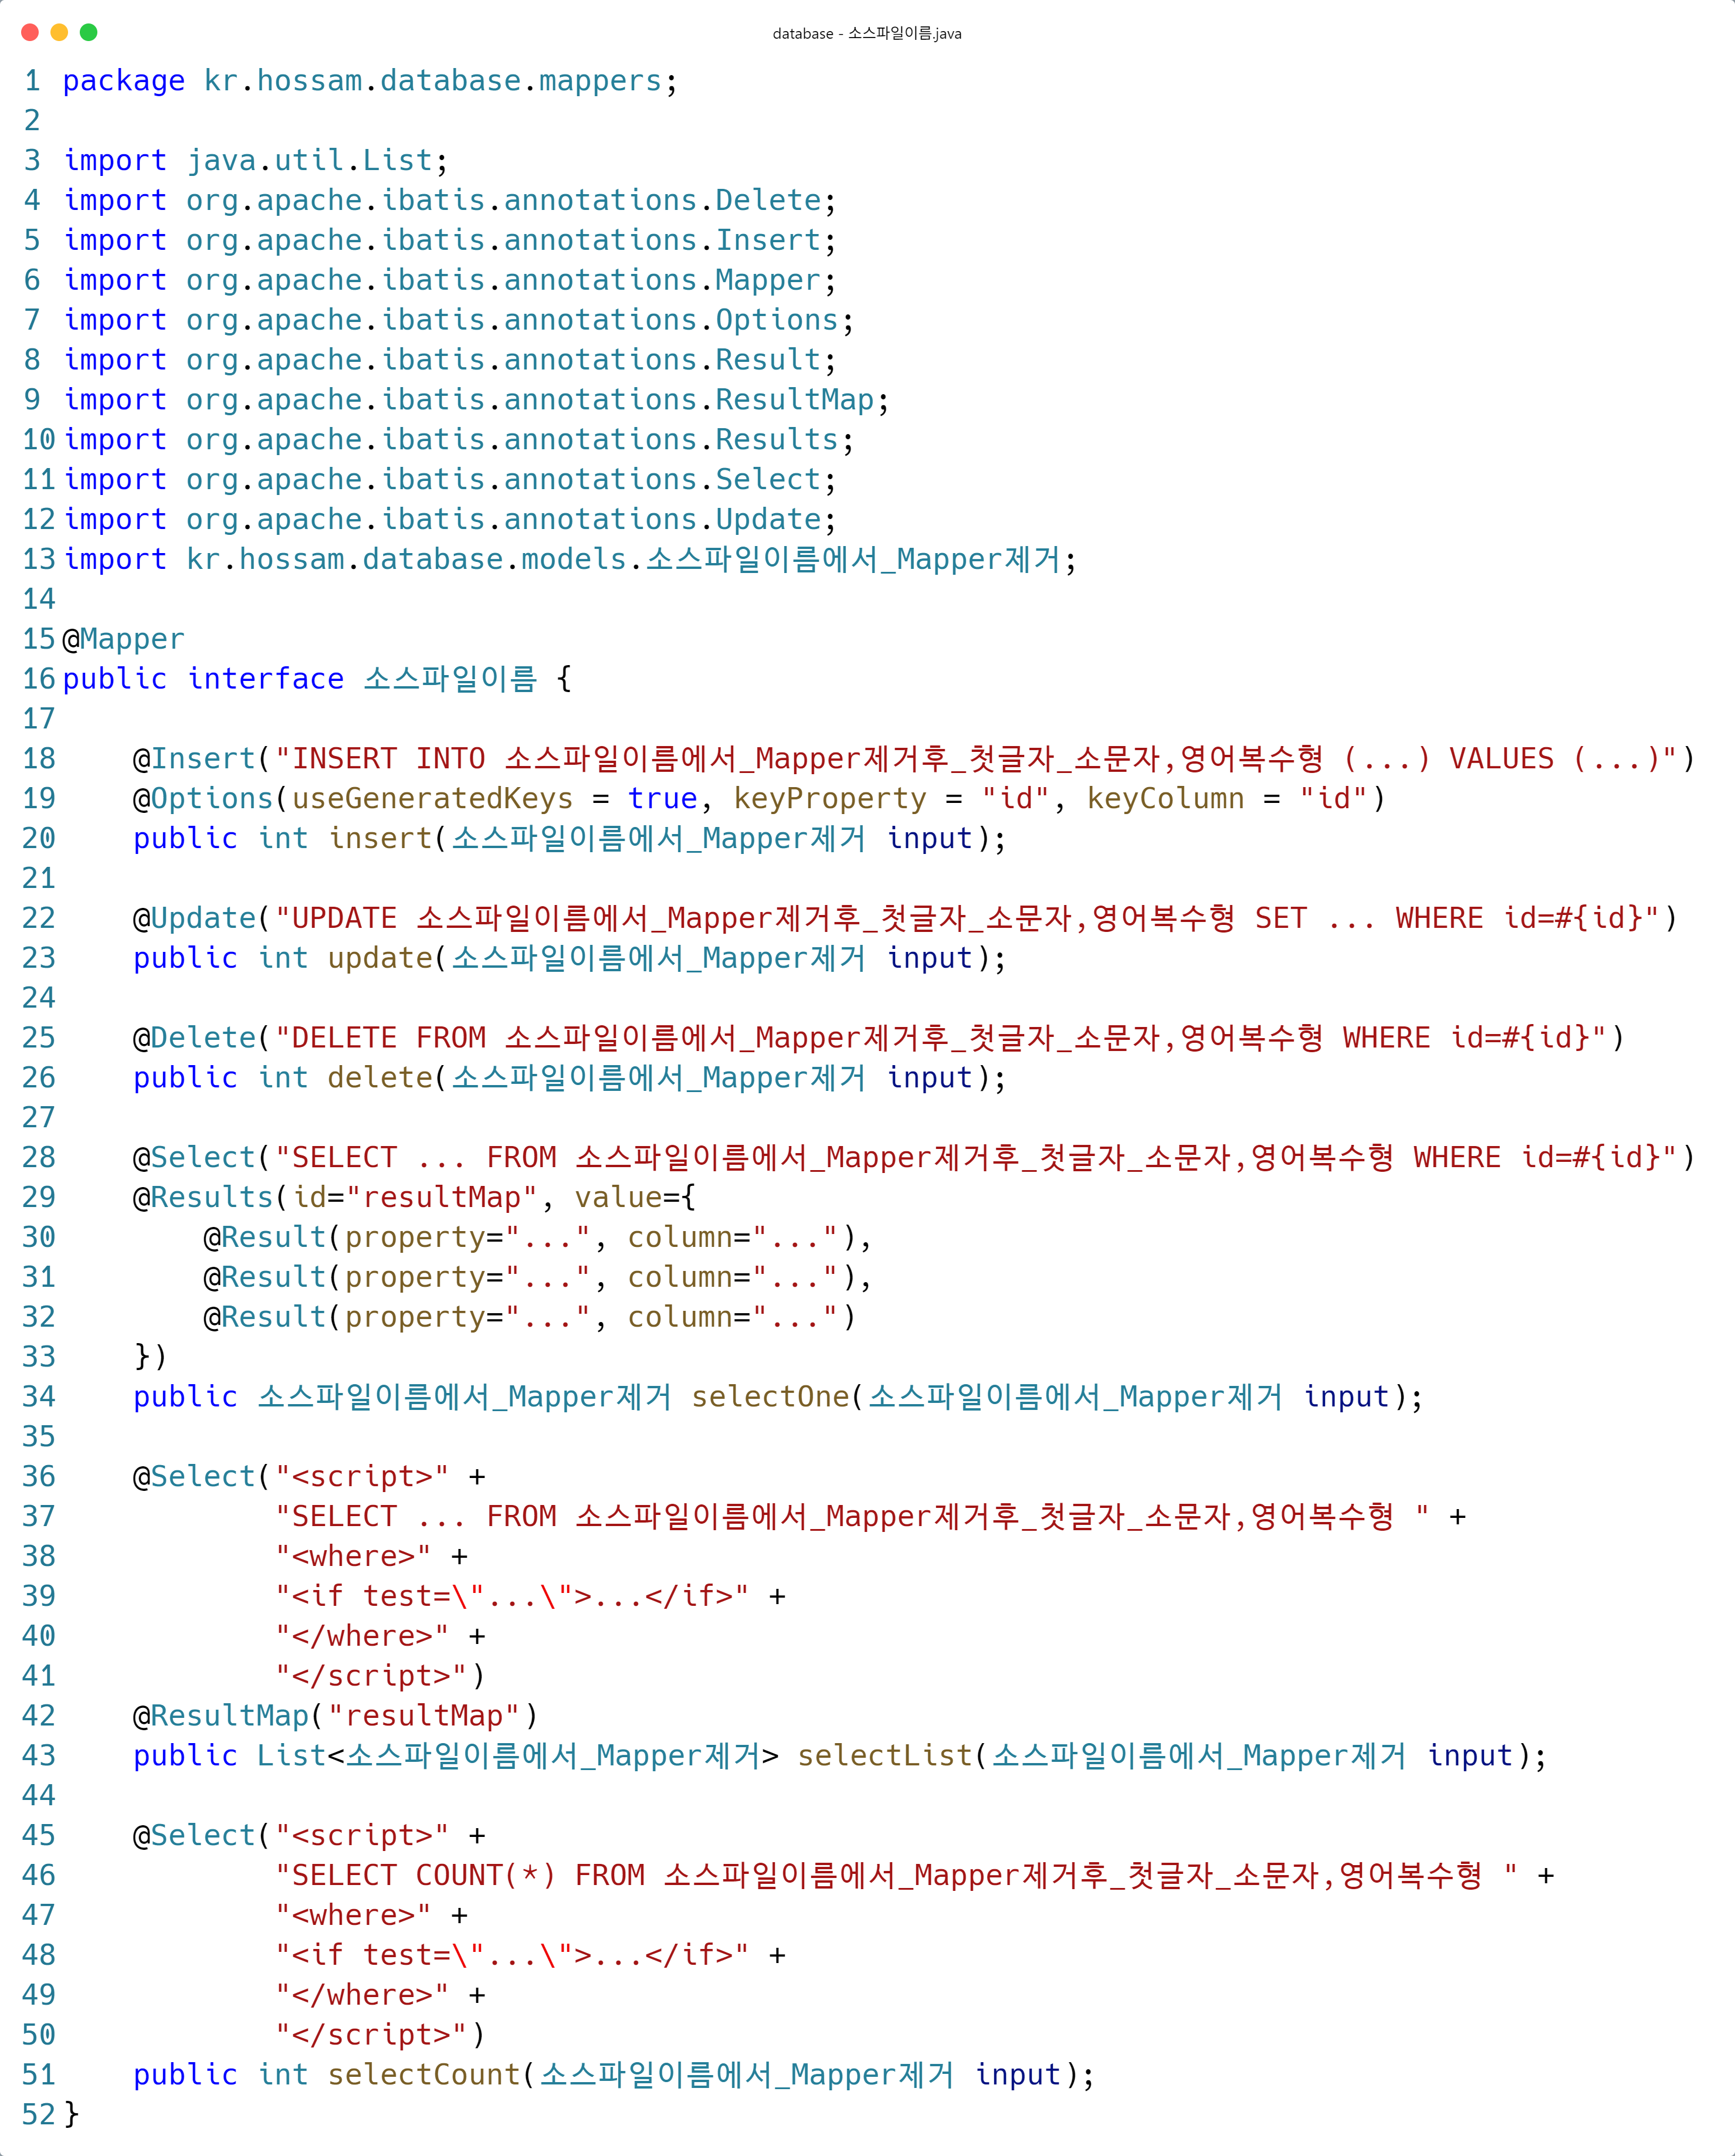 database - 소스파일이름.java
1 package kr.hossam.database.mappers;
2
3 import java.util.List;
4 import org.apache.ibatis.annotations.Delete;
5 import org.apache.ibatis.annotations.Insert;
6 import org.apache.ibatis.annotations.Mapper;
7 import org.apache.ibatis.annotations.Options;
8 import org.apache.ibatis.annotations.Result;
9 import org.apache.ibatis.annotations.ResultMap;
10 import org.apache.ibatis.annotations.Results;
11 import org.apache.ibatis.annotations.Select;
12 import org.apache.ibatis.annotations.Update;
13 import kr.hossam.database.models.소스파일이름에서_Mapper제거;
14
15 @Mapper
16 public interface 소스파일이름 {
17
18     @Insert("INSERT INTO 소스파일이름에서_Mapper제거후_첫글자_소문자,영어복수형 (...) VALUES (...)")
19     @Options(useGeneratedKeys = true, keyProperty = "id", keyColumn = "id")
20     public int insert(소스파일이름에서_Mapper제거 input);
21
22     @Update("UPDATE 소스파일이름에서_Mapper제거후_첫글자_소문자,영어복수형 SET ... WHERE id=#{id}")
23     public int update(소스파일이름에서_Mapper제거 input);
24
25     @Delete("DELETE FROM 소스파일이름에서_Mapper제거후_첫글자_소문자,영어복수형 WHERE id=#{id}")
26     public int delete(소스파일이름에서_Mapper제거 input);
27
28     @Select("SELECT ... FROM 소스파일이름에서_Mapper제거후_첫글자_소문자,영어복수형 WHERE id=#{id}")
29     @Results(id="resultMap", value={
30         @Result(property="...", column="..."),
31         @Result(property="...", column="..."),
32         @Result(property="...", column="...")
33     })
34     public 소스파일이름에서_Mapper제거 selectOne(소스파일이름에서_Mapper제거 input);
35
36     @Select("<script>" +
37             "SELECT ... FROM 소스파일이름에서_Mapper제거후_첫글자_소문자,영어복수형 " +
38             "<where>" +
39             "<if test=\"...\">...</if>" +
40             "</where>" +
41             "</script>")
42     @ResultMap("resultMap")
43     public List<소스파일이름에서_Mapper제거> selectList(소스파일이름에서_Mapper제거 input);
44
45     @Select("<script>" +
46             "SELECT COUNT(*) FROM 소스파일이름에서_Mapper제거후_첫글자_소문자,영어복수형 " +
47             "<where>" +
48             "<if test=\"...\">...</if>" +
49             "</where>" +
50             "</script>")
51     public int selectCount(소스파일이름에서_Mapper제거 input);
52 }